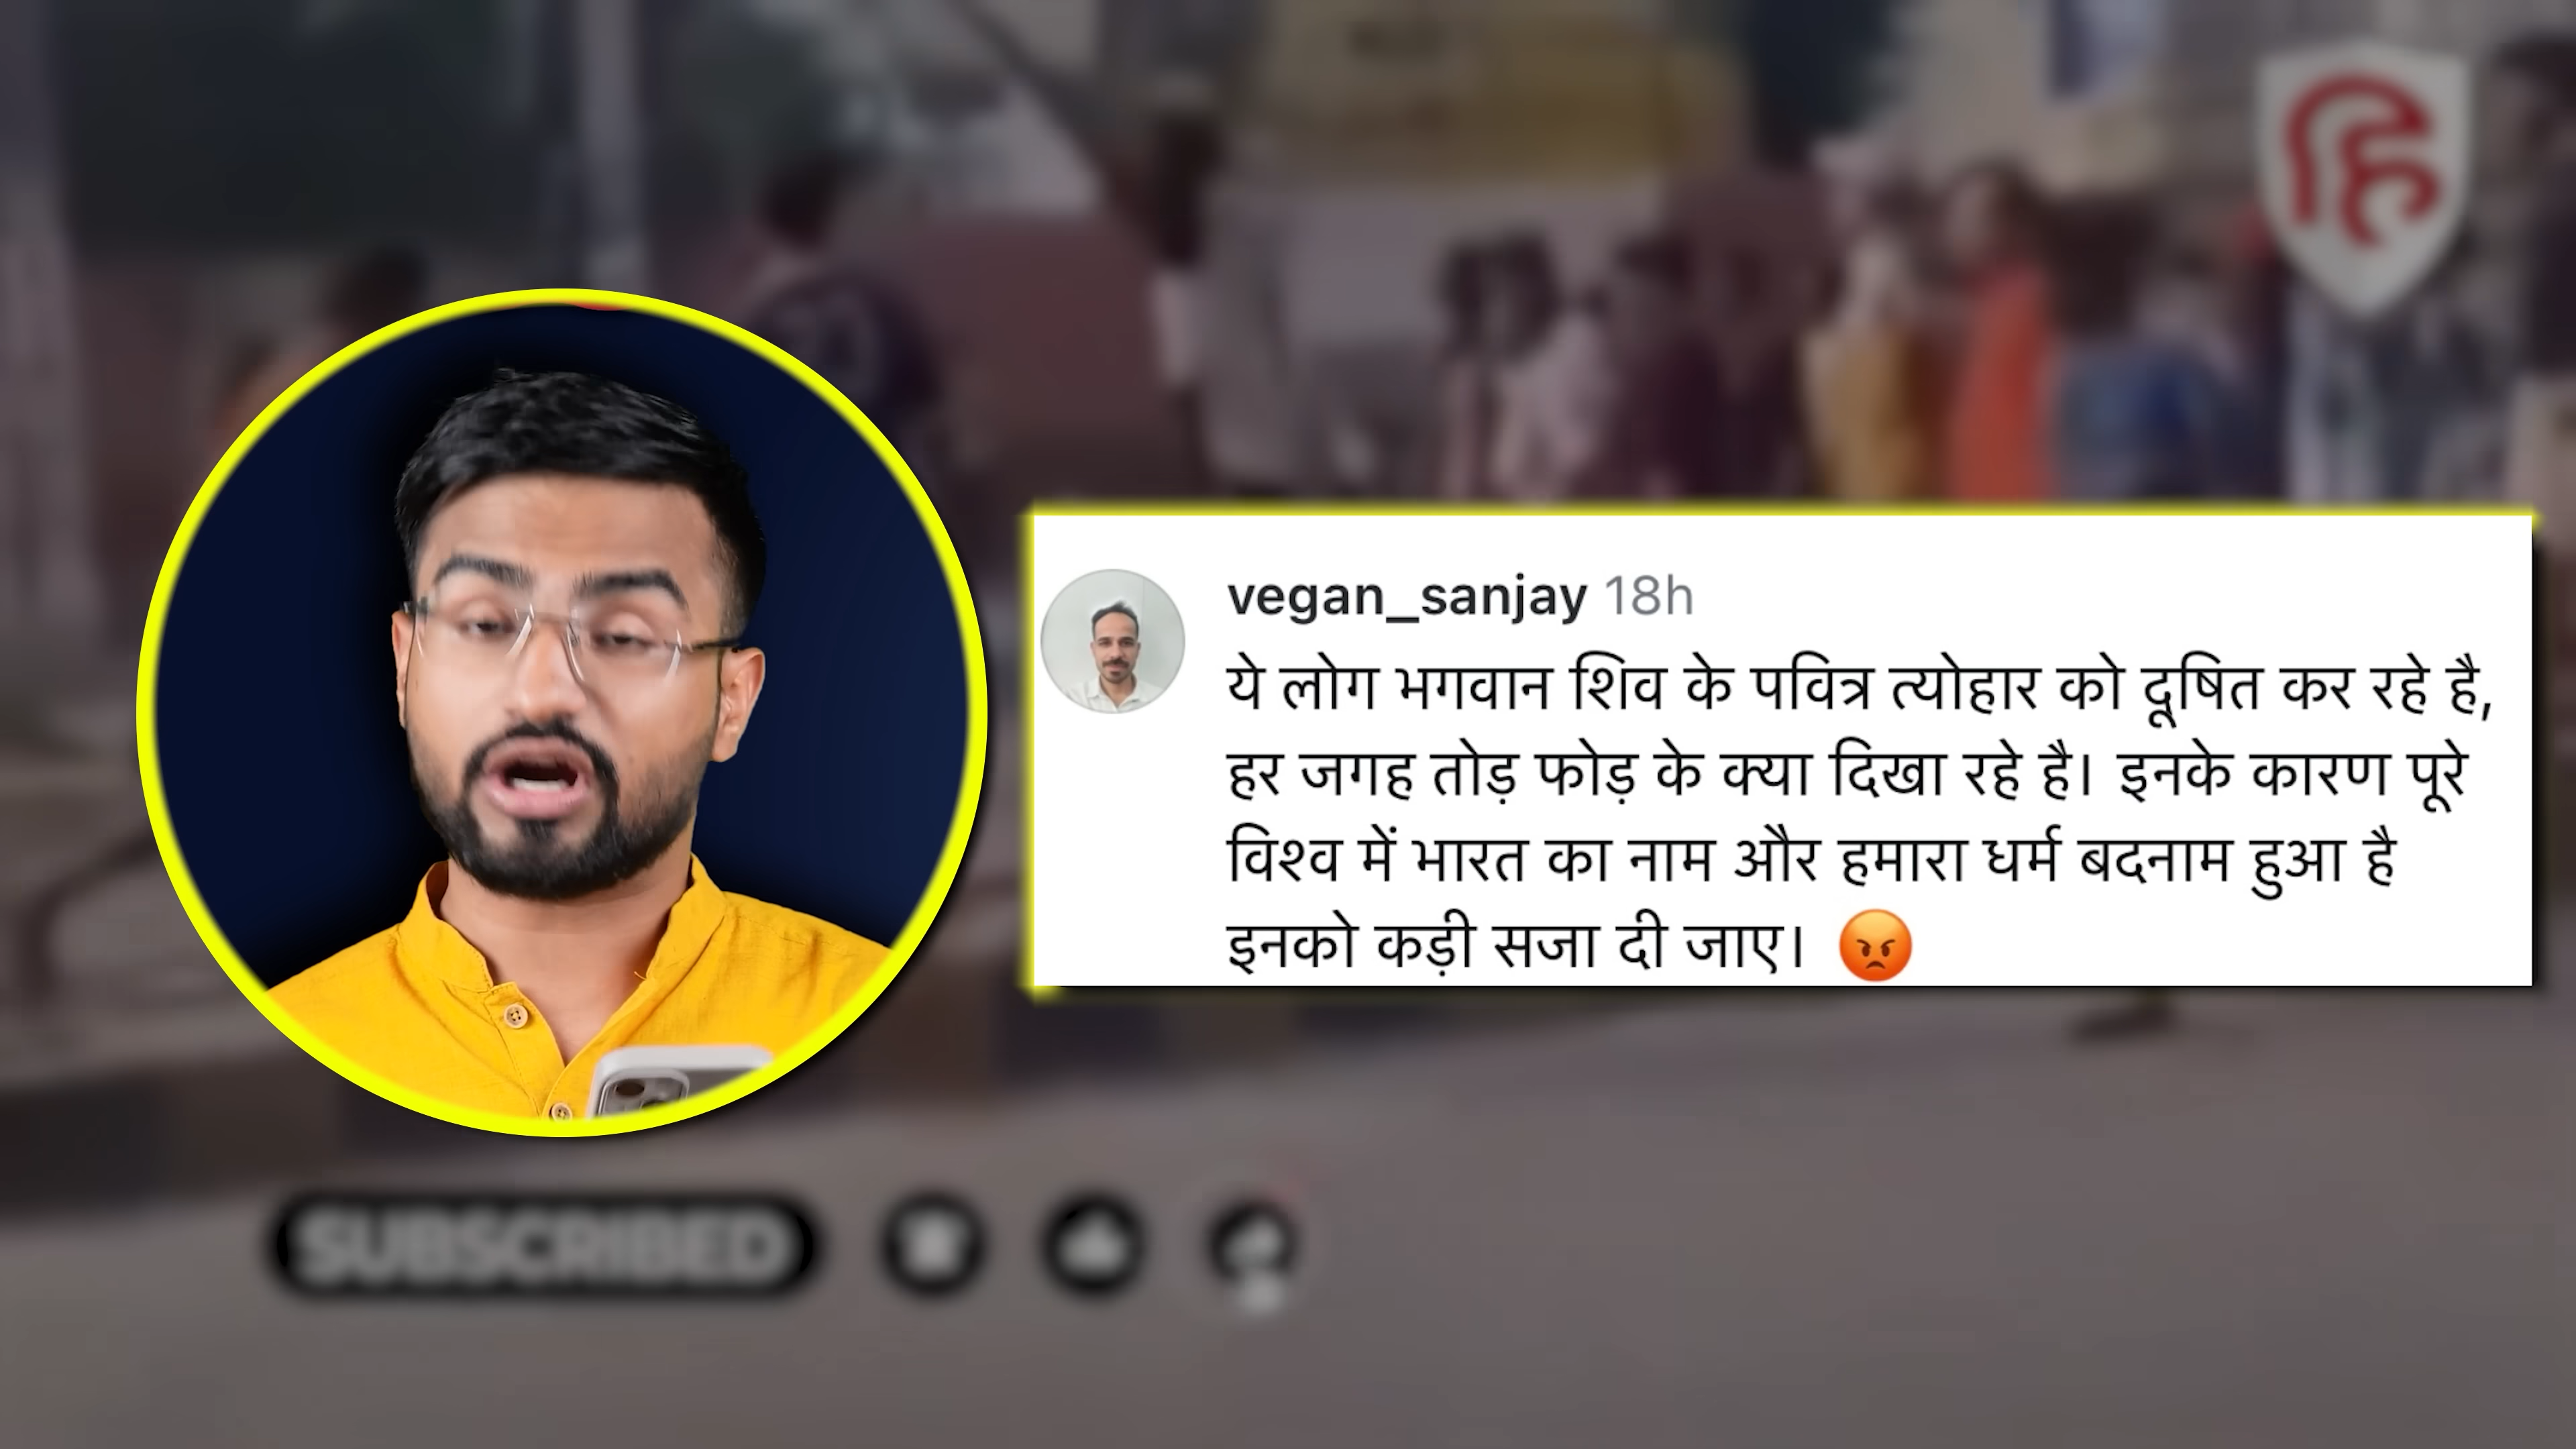 हि
vegan_sanjay 18h
ये लोग भगवान शिव के पवित्र त्योहार को दूषित कर रहे है,
हर जगह तोड़ फोड़ के क्या दिखा रहे है। इनके कारण पूरे
विश्व में भारत का नाम और हमारा धर्म बदनाम हुआ है
इनको कड़ी सजा दी जाए। 😡
SUBSCRIBED